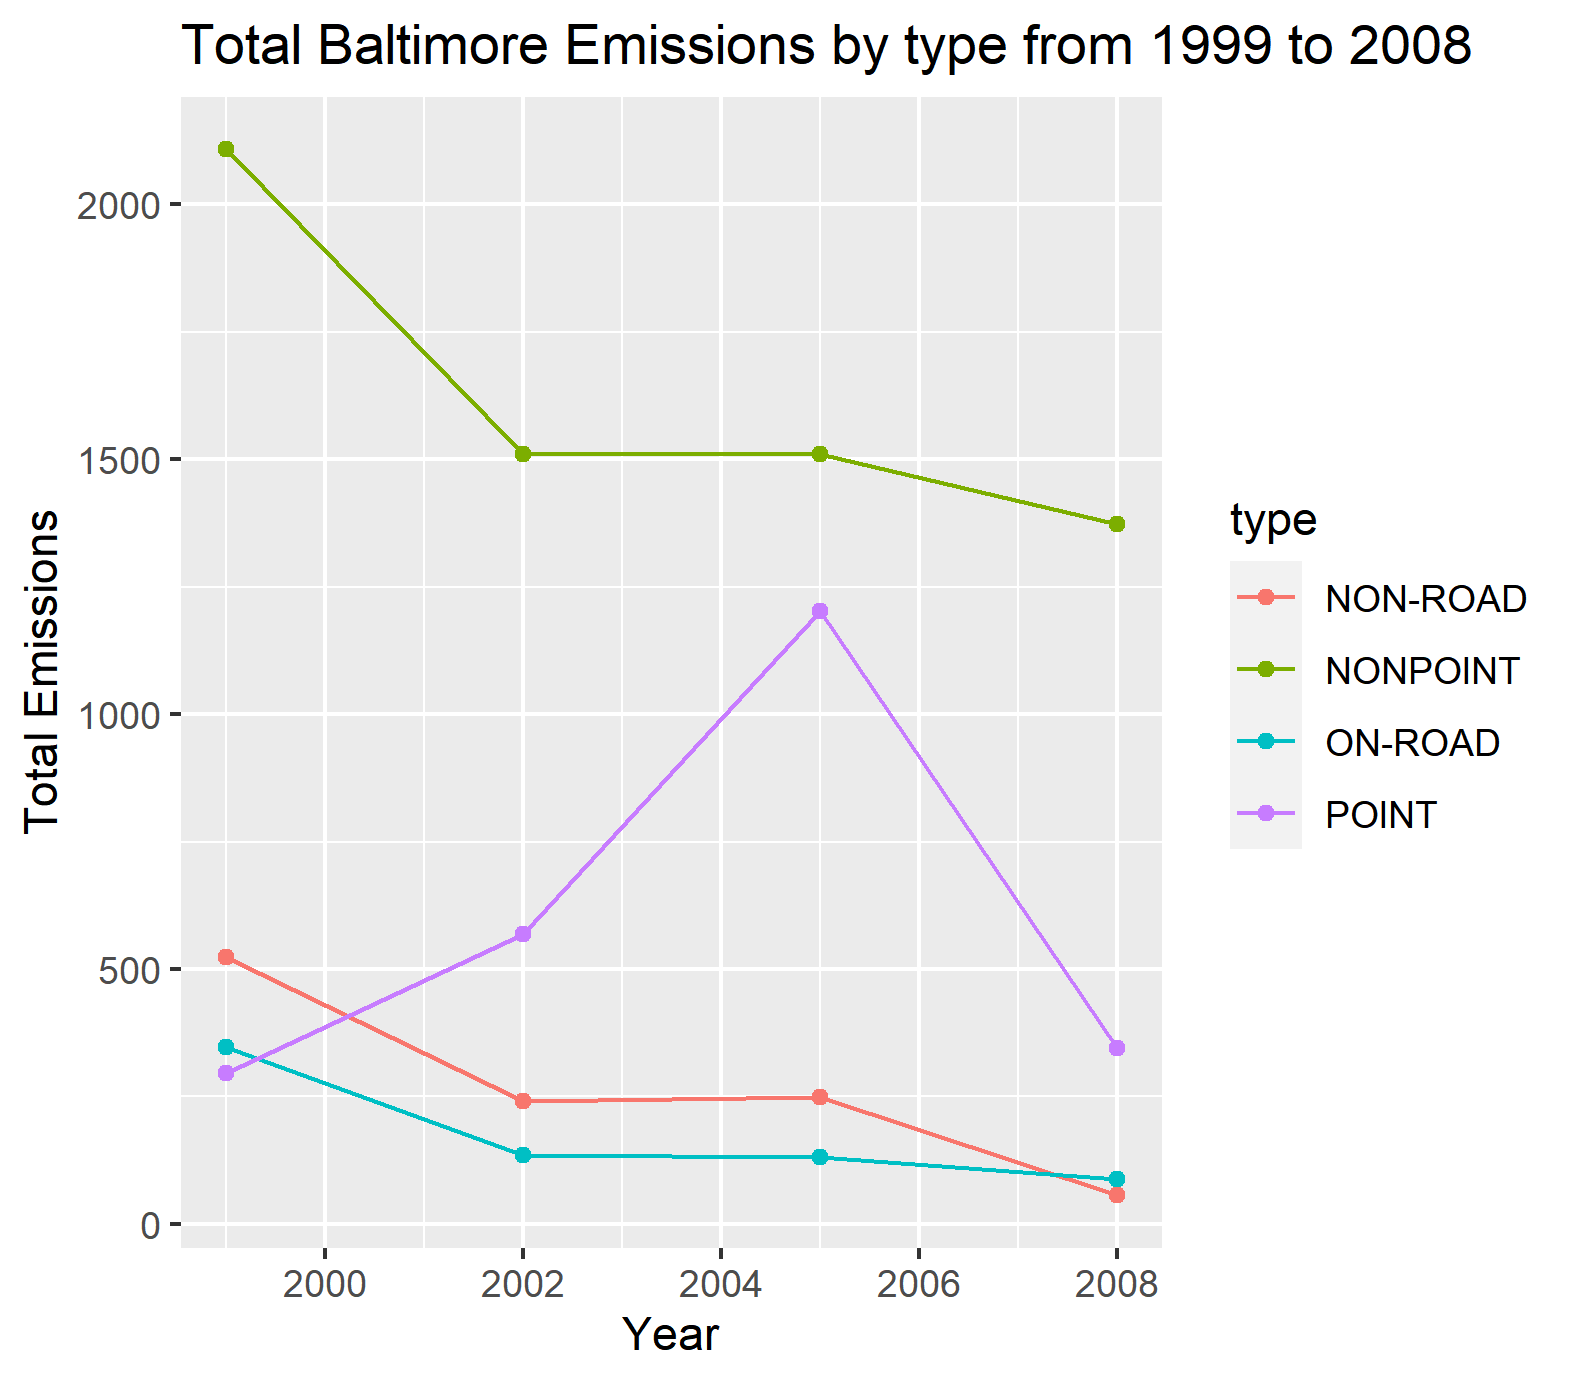 Total Baltimore Emissions by type from 1999 to 2008
2000
1500
1000
500
0
Total Emissions
2000 2002 2004 2006 2008
Year
type
NON-ROAD
NONPOINT
ON-ROAD
POINT